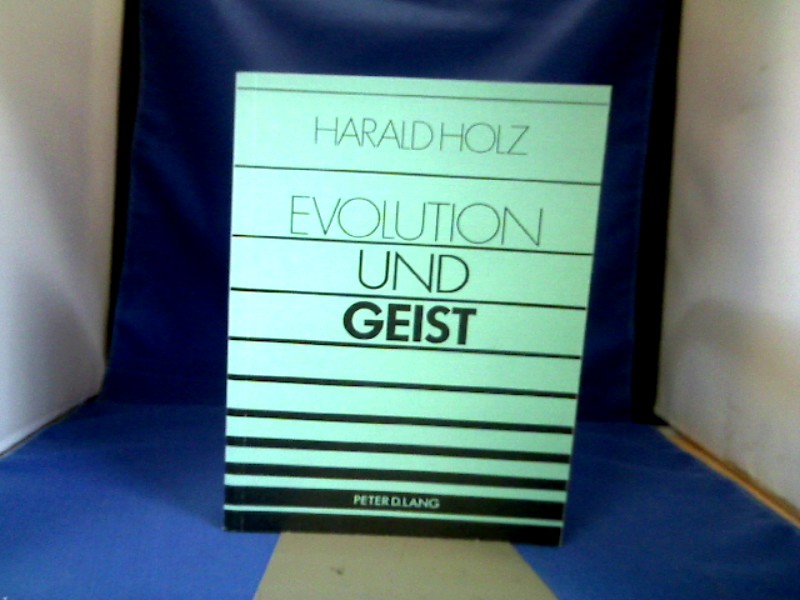 HARALD HOLZ
EVOLUTION
UND
GEIST
PETER D. LANG